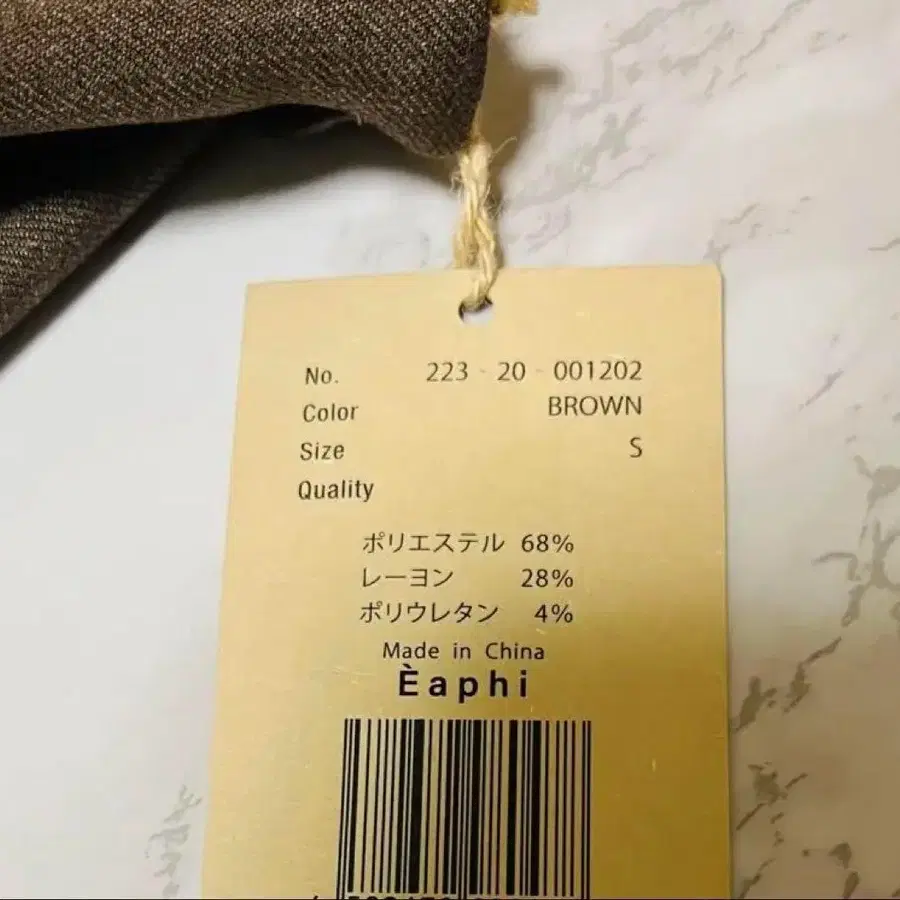 No. 223 - 20 - 001202
Color BROWN
Size S
Quality
ポリエステル 68%
レーヨン 28%
ポリウレタン 4%
Made in China
Èaphi